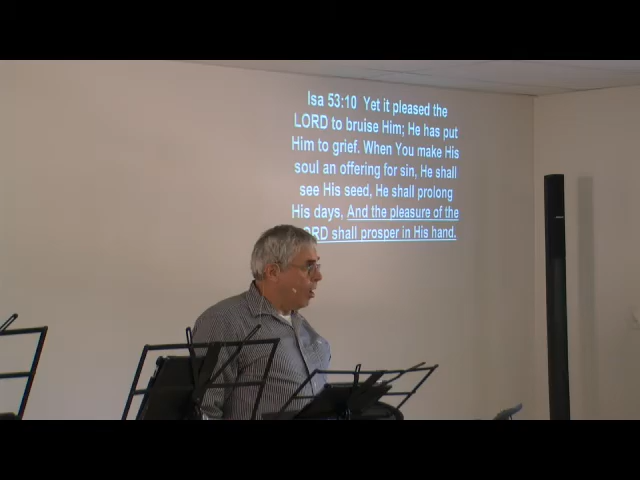 Isa 53:10 Yet it pleased the
LORD to bruise Him; He has put
Him to grief. When You make His
soul an offering for sin, He shall
see His seed, He shall prolong
His days, And the pleasure of the
ORD shall prosper in His hand.